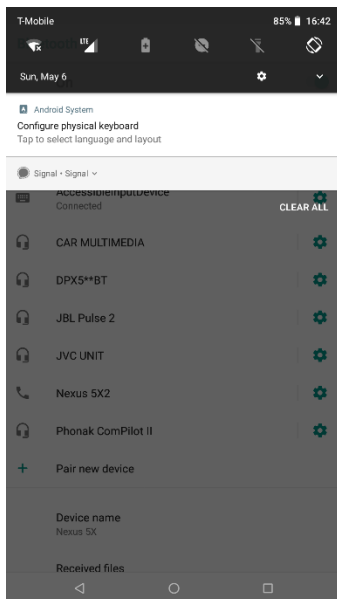 T-Mobile
85% 16:42
LTE
Sun, May 6
Android System
Configure physical keyboard
Tap to select language and layout
Signal • Signal
AccessibleInputDevice
Connected
CLEAR ALL
CAR MULTIMEDIA
DPX5**BT
JBL Pulse 2
JVC UNIT
Nexus 5X2
Phonak ComPilot II
Pair new device
Device name
Nexus 5X
Received files